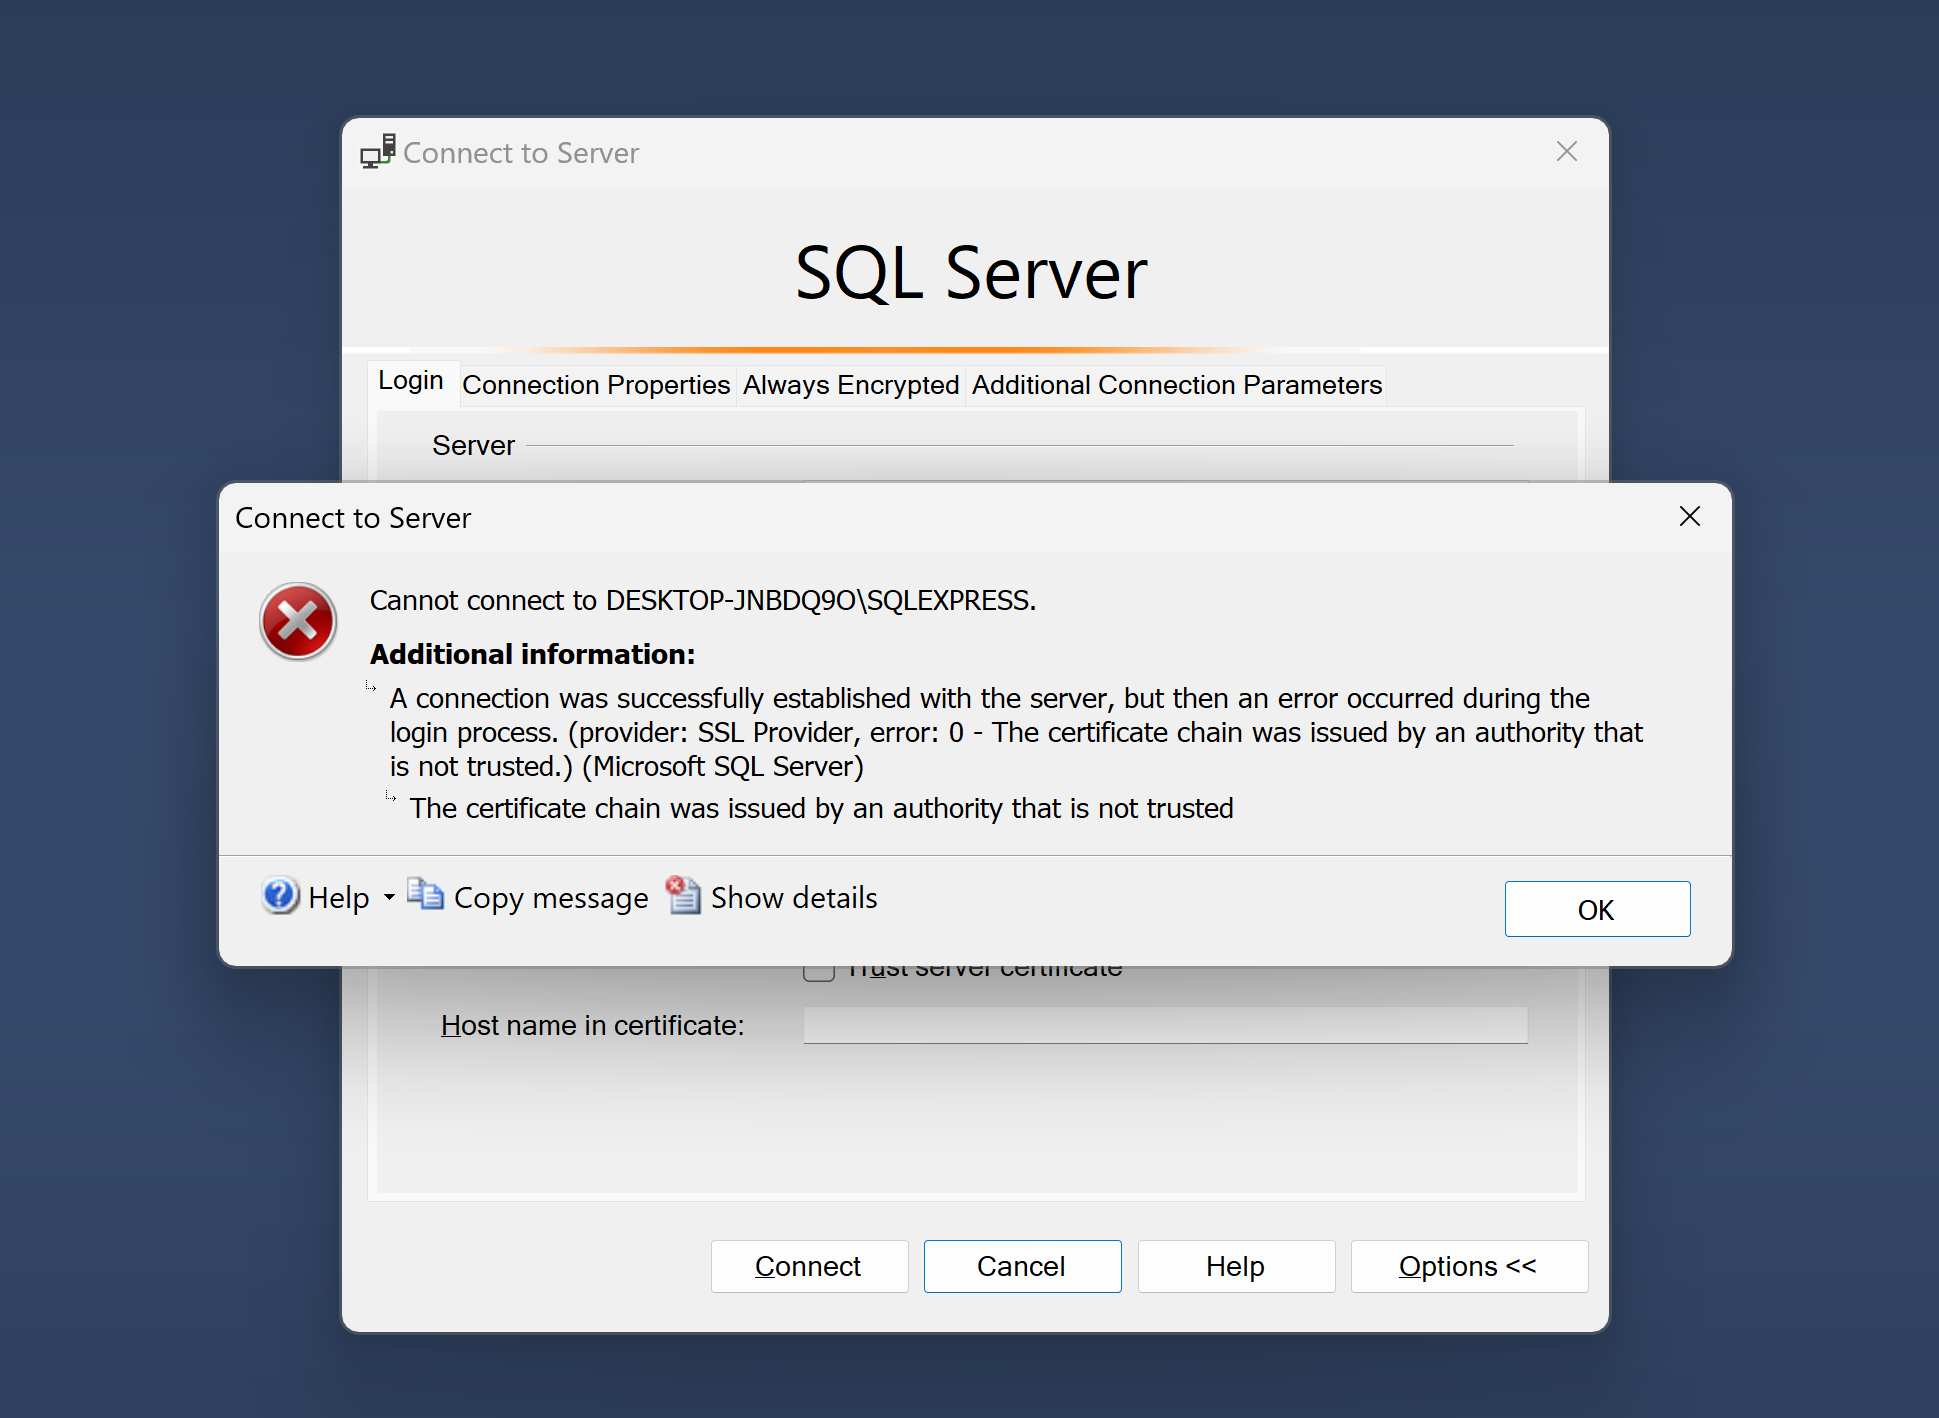 Connect to Server
SQL Server
Login
Connection Properties
Always Encrypted
Additional Connection Parameters
Server
Connect to Server
Cannot connect to DESKTOP-JNBDQ9O\SQLEXPRESS.
Additional information:
A connection was successfully established with the server, but then an error occurred during the
login process. (provider: SSL Provider, error: 0 - The certificate chain was issued by an authority that
is not trusted.) (Microsoft SQL Server)
The certificate chain was issued by an authority that is not trusted
Help
Copy message
Show details
OK
Trust server certificate
Host name in certificate:
Connect
Cancel
Help
Options <<